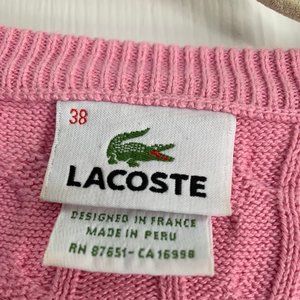 38
LACOSTE
DESIGNED IN FRANCE
MADE IN PERU
RN 87651-CA 16998